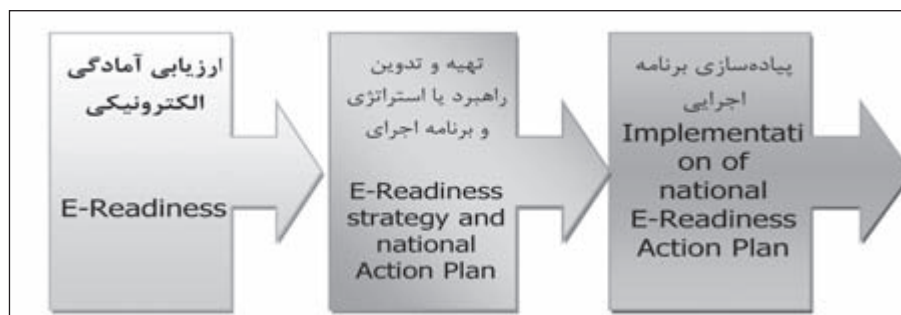 ارزیابی آمادگی
الکترونیکی
E-Readiness
تهیه و تدوین
راهبرد یا استراتژی
و برنامه اجرای
E-Readiness
strategy and
national
Action Plan
پیاده‌سازی برنامه
اجرایی
Implementati
on of
national
E-Readiness
Action Plan